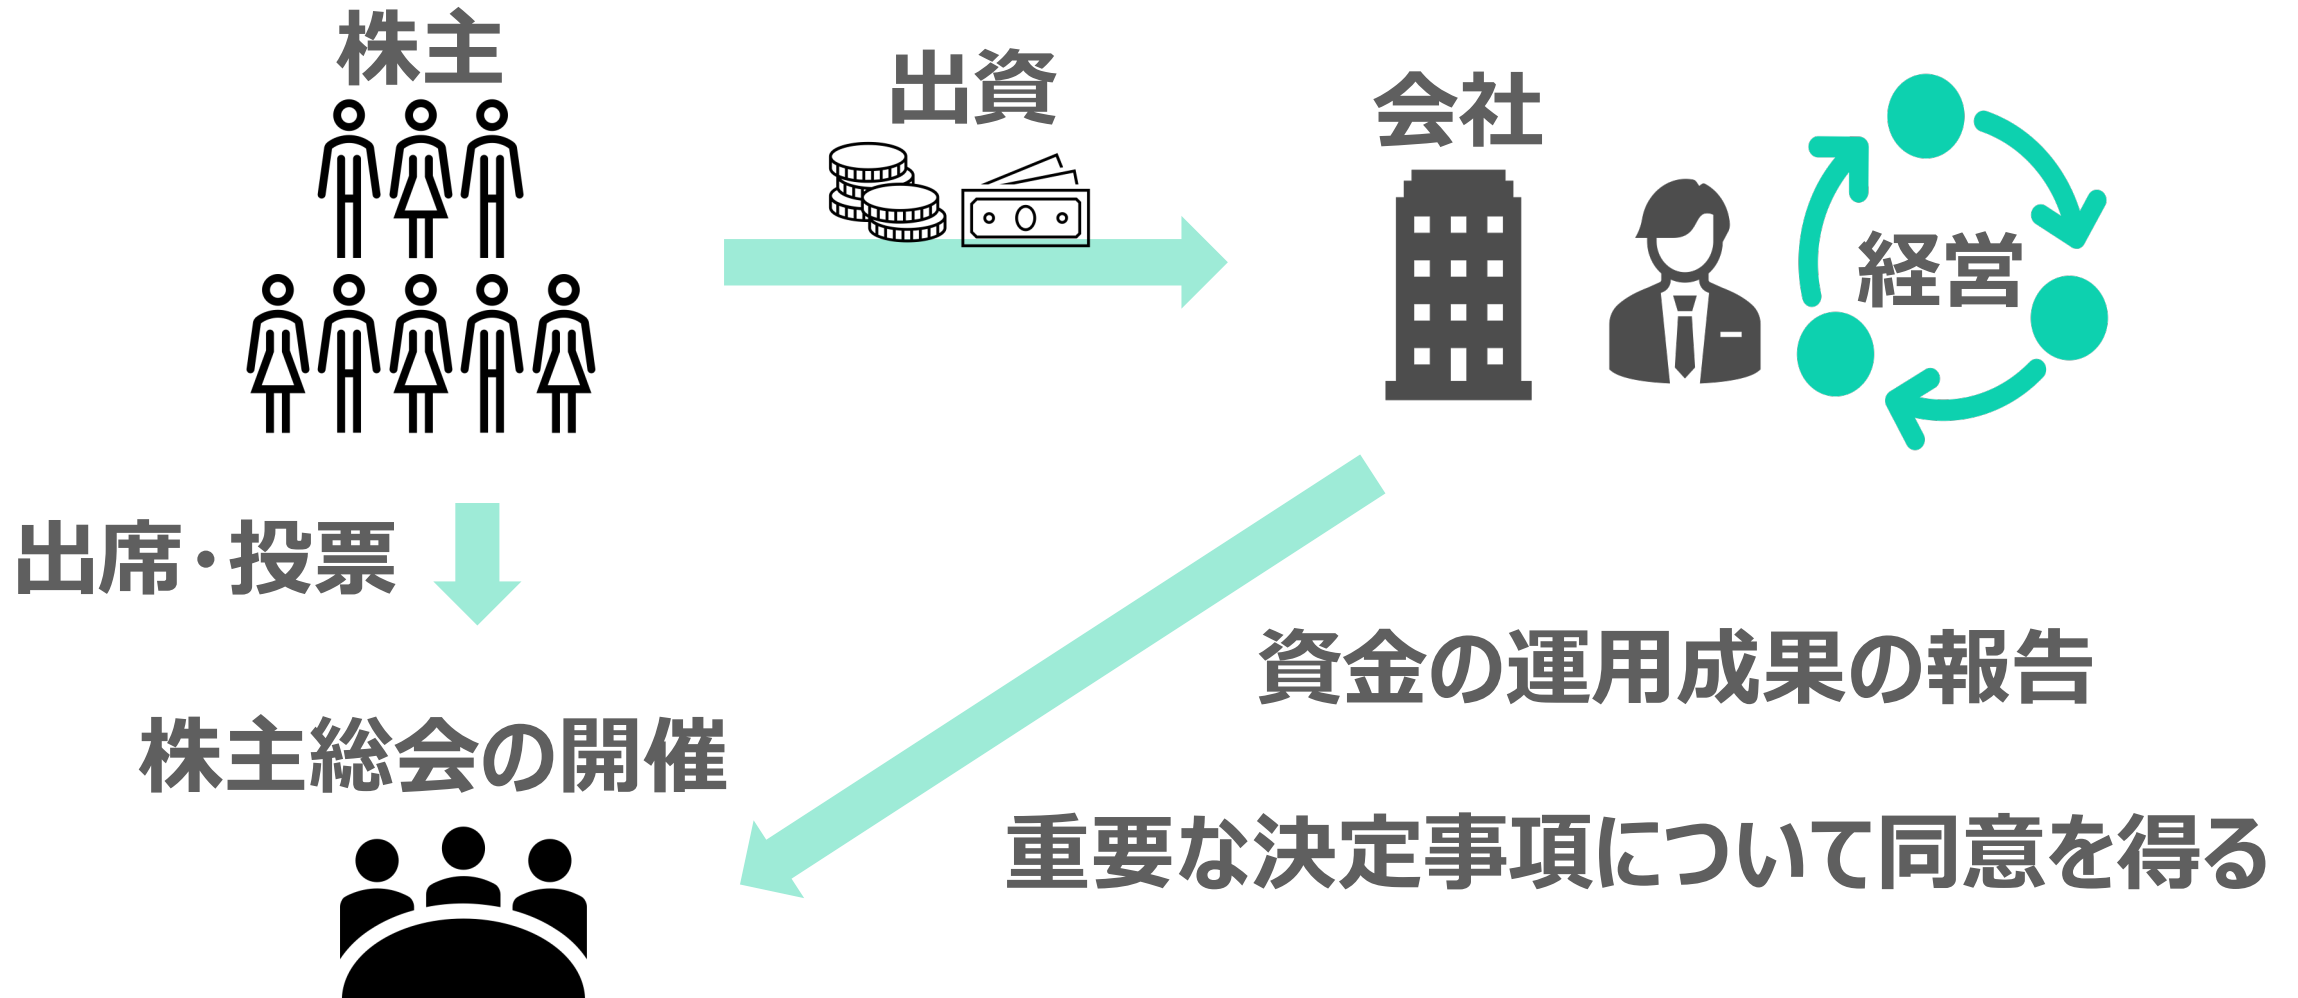 株主
出資
会社
経営
出席・投票
資金の運用成果の報告
株主総会の開催
重要な決定事項について同意を得る